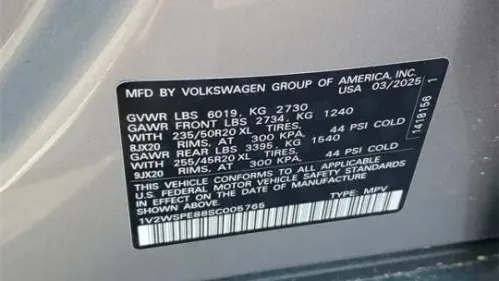 MFD BY VOLKSWAGEN GROUP OF AMERICA, INC.
USA 03/2025
GVWR LBS 6019, KG 2730
GAWR FRONT LBS 2734, KG 1240
WITH 235/50R20 XL TIRES,
8JX20 RIMS, AT 300 KPA, 44 PSI COLD
GAWR REAR LBS 3395, KG 1540
WITH 255/45R20 XL TIRES,
9JX20 RIMS, AT 300 KPA, 44 PSI COLD
THIS VEHICLE CONFORMS TO ALL APPLICABLE
U.S. FEDERAL MOTOR VEHICLE SAFETY STANDARDS
IN EFFECT ON THE DATE OF MANUFACTURE
SHOWN ABOVE.
1V2WSPE88SC005765 TYPE: MPV
1418158 1